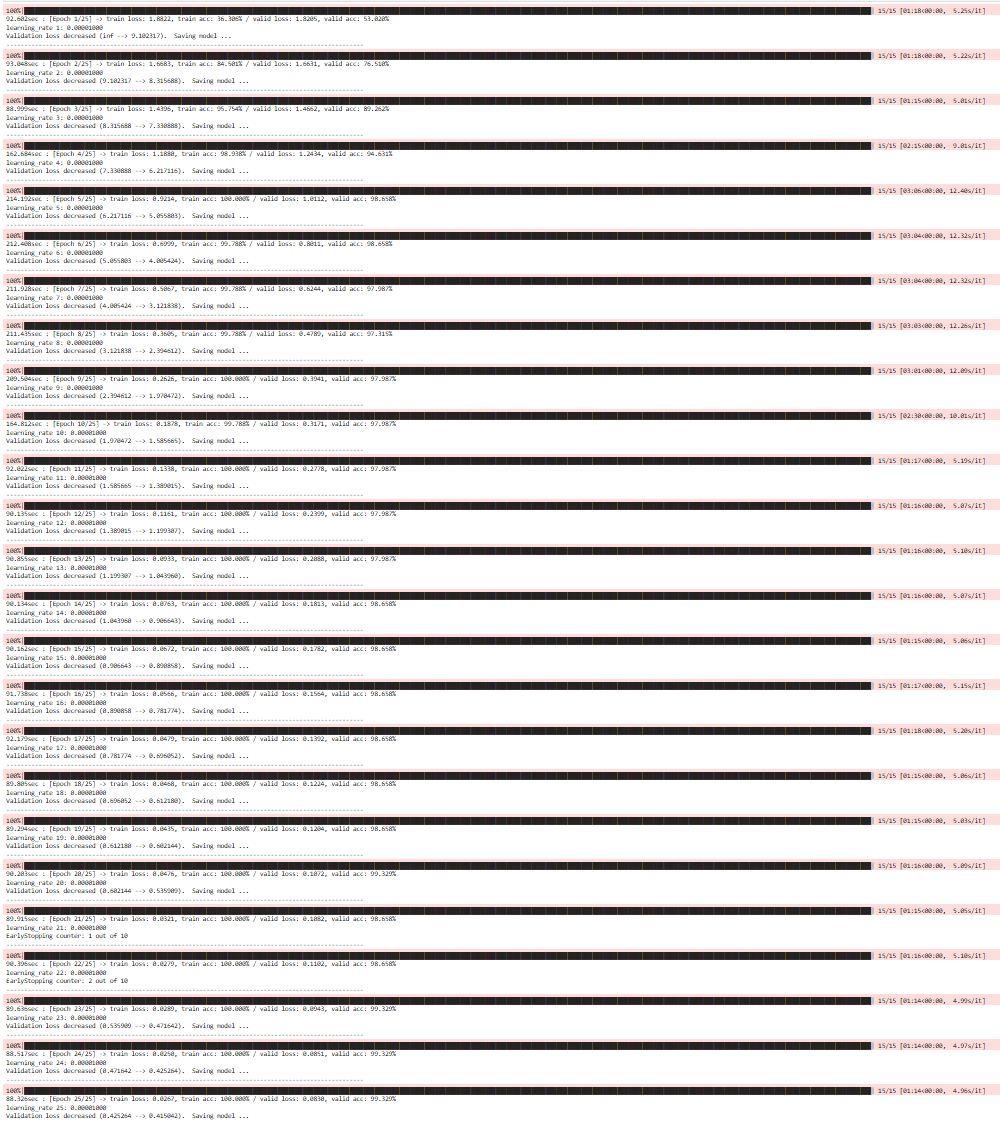 100% 15/15 [01:18<00:00, 5.25s/it]
92.602sec : [Epoch 1/25] -> train loss: 1.8822, train acc: 36.306% / valid loss: 1.8205, valid acc: 53.020%
learning_rate 1: 0.00001000
Validation loss decreased (inf --> 9.102317). Saving model ...
100% 15/15 [01:18<00:00, 5.22s/it]
93.048sec : [Epoch 2/25] -> train loss: 1.6683, train acc: 84.501% / valid loss: 1.6631, valid acc: 76.510%
learning_rate 2: 0.00001000
Validation loss decreased (9.102317 --> 8.315688). Saving model ...
100% 15/15 [01:15<00:00, 5.01s/it]
88.999sec : [Epoch 3/25] -> train loss: 1.4396, train acc: 95.754% / valid loss: 1.4662, valid acc: 89.262%
learning_rate 3: 0.00001000
Validation loss decreased (8.315688 --> 7.330888). Saving model ...
100% 15/15 [02:15<00:00, 9.01s/it]
162.684sec : [Epoch 4/25] -> train loss: 1.1880, train acc: 98.938% / valid loss: 1.2434, valid acc: 94.631%
learning_rate 4: 0.00001000
Validation loss decreased (7.330888 --> 6.217116). Saving model ...
100% 15/15 [03:06<00:00, 12.40s/it]
214.192sec : [Epoch 5/25] -> train loss: 0.9214, train acc: 100.000% / valid loss: 1.0112, valid acc: 98.658%
learning_rate 5: 0.00001000
Validation loss decreased (6.217116 --> 5.055803). Saving model ...
100% 15/15 [03:04<00:00, 12.32s/it]
212.408sec : [Epoch 6/25] -> train loss: 0.6999, train acc: 99.788% / valid loss: 0.8011, valid acc: 98.658%
learning_rate 6: 0.00001000
Validation loss decreased (5.055803 --> 4.005424). Saving model ...
100% 15/15 [03:04<00:00, 12.32s/it]
211.928sec : [Epoch 7/25] -> train loss: 0.5067, train acc: 99.788% / valid loss: 0.6244, valid acc: 97.987%
learning_rate 7: 0.00001000
Validation loss decreased (4.005424 --> 3.121838). Saving model ...
100% 15/15 [03:03<00:00, 12.26s/it]
211.435sec : [Epoch 8/25] -> train loss: 0.3605, train acc: 99.788% / valid loss: 0.4789, valid acc: 97.315%
learning_rate 8: 0.00001000
Validation loss decreased (3.121838 --> 2.394612). Saving model ...
100% 15/15 [03:01<00:00, 12.09s/it]
209.504sec : [Epoch 9/25] -> train loss: 0.2626, train acc: 100.000% / valid loss: 0.3941, valid acc: 97.987%
learning_rate 9: 0.00001000
Validation loss decreased (2.394612 --> 1.970472). Saving model ...
100% 15/15 [02:30<00:00, 10.01s/it]
164.812sec : [Epoch 10/25] -> train loss: 0.1878, train acc: 99.788% / valid loss: 0.3171, valid acc: 97.987%
learning_rate 10: 0.00001000
Validation loss decreased (1.970472 --> 1.585665). Saving model ...
100% 15/15 [01:17<00:00, 5.19s/it]
92.022sec : [Epoch 11/25] -> train loss: 0.1338, train acc: 100.000% / valid loss: 0.2778, valid acc: 97.987%
learning_rate 11: 0.00001000
Validation loss decreased (1.585665 --> 1.389015). Saving model ...
100% 15/15 [01:16<00:00, 5.07s/it]
90.135sec : [Epoch 12/25] -> train loss: 0.1161, train acc: 100.000% / valid loss: 0.2399, valid acc: 97.987%
learning_rate 12: 0.00001000
Validation loss decreased (1.389015 --> 1.199307). Saving model ...
100% 15/15 [01:16<00:00, 5.10s/it]
90.855sec : [Epoch 13/25] -> train loss: 0.0933, train acc: 100.000% / valid loss: 0.2088, valid acc: 97.987%
learning_rate 13: 0.00001000
Validation loss decreased (1.199307 --> 1.043960). Saving model ...
100% 15/15 [01:16<00:00, 5.07s/it]
90.134sec : [Epoch 14/25] -> train loss: 0.0763, train acc: 100.000% / valid loss: 0.1813, valid acc: 98.658%
learning_rate 14: 0.00001000
Validation loss decreased (1.043960 --> 0.906643). Saving model ...
100% 15/15 [01:15<00:00, 5.06s/it]
90.162sec : [Epoch 15/25] -> train loss: 0.0672, train acc: 100.000% / valid loss: 0.1782, valid acc: 98.658%
learning_rate 15: 0.00001000
Validation loss decreased (0.906643 --> 0.890858). Saving model ...
100% 15/15 [01:17<00:00, 5.15s/it]
91.738sec : [Epoch 16/25] -> train loss: 0.0566, train acc: 100.000% / valid loss: 0.1564, valid acc: 98.658%
learning_rate 16: 0.00001000
Validation loss decreased (0.890858 --> 0.781774). Saving model ...
100% 15/15 [01:18<00:00, 5.20s/it]
92.179sec : [Epoch 17/25] -> train loss: 0.0479, train acc: 100.000% / valid loss: 0.1392, valid acc: 98.658%
learning_rate 17: 0.00001000
Validation loss decreased (0.781774 --> 0.696052). Saving model ...
100% 15/15 [01:15<00:00, 5.06s/it]
89.805sec : [Epoch 18/25] -> train loss: 0.0468, train acc: 100.000% / valid loss: 0.1224, valid acc: 98.658%
learning_rate 18: 0.00001000
Validation loss decreased (0.696052 --> 0.612180). Saving model ...
100% 15/15 [01:15<00:00, 5.03s/it]
89.294sec : [Epoch 19/25] -> train loss: 0.0435, train acc: 100.000% / valid loss: 0.1204, valid acc: 98.658%
learning_rate 19: 0.00001000
Validation loss decreased (0.612180 --> 0.602144). Saving model ...
100% 15/15 [01:16<00:00, 5.09s/it]
90.203sec : [Epoch 20/25] -> train loss: 0.0476, train acc: 100.000% / valid loss: 0.1072, valid acc: 99.329%
learning_rate 20: 0.00001000
Validation loss decreased (0.602144 --> 0.535909). Saving model ...
100% 15/15 [01:15<00:00, 5.05s/it]
89.915sec : [Epoch 21/25] -> train loss: 0.0321, train acc: 100.000% / valid loss: 0.1082, valid acc: 98.658%
learning_rate 21: 0.00001000
EarlyStopping counter: 1 out of 10
100% 15/15 [01:16<00:00, 5.10s/it]
90.396sec : [Epoch 22/25] -> train loss: 0.0279, train acc: 100.000% / valid loss: 0.1102, valid acc: 98.658%
learning_rate 22: 0.00001000
EarlyStopping counter: 2 out of 10
100% 15/15 [01:14<00:00, 4.99s/it]
89.636sec : [Epoch 23/25] -> train loss: 0.0289, train acc: 100.000% / valid loss: 0.0943, valid acc: 99.329%
learning_rate 23: 0.00001000
Validation loss decreased (0.535909 --> 0.471642). Saving model ...
100% 15/15 [01:14<00:00, 4.97s/it]
88.517sec : [Epoch 24/25] -> train loss: 0.0250, train acc: 100.000% / valid loss: 0.0851, valid acc: 99.329%
learning_rate 24: 0.00001000
Validation loss decreased (0.471642 --> 0.425264). Saving model ...
100% 15/15 [01:14<00:00, 4.96s/it]
88.326sec : [Epoch 25/25] -> train loss: 0.0267, train acc: 100.000% / valid loss: 0.0830, valid acc: 99.329%
learning_rate 25: 0.00001000
Validation loss decreased (0.425264 --> 0.415042). Saving model ...